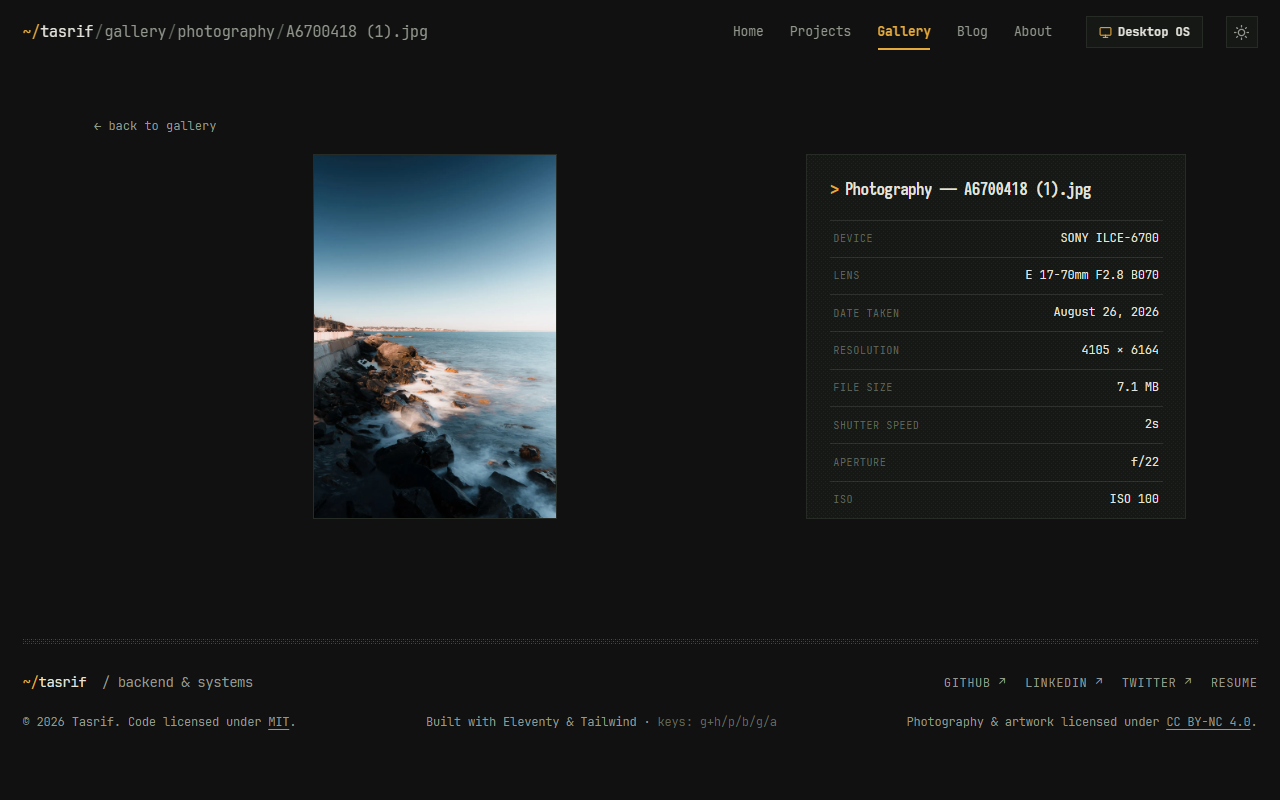 ~/tasrif/gallery/photography/A6700418 (1).jpg
Home Projects Gallery Blog About Desktop OS
← back to gallery
> Photography — A6700418 (1).jpg
DEVICE SONY ILCE-6700
LENS E 17-70mm F2.8 B070
DATE TAKEN August 26, 2026
RESOLUTION 4105 × 6164
FILE SIZE 7.1 MB
SHUTTER SPEED 2s
APERTURE f/22
ISO ISO 100
~/tasrif / backend & systems
GITHUB ↗ LINKEDIN ↗ TWITTER ↗ RESUME
© 2026 Tasrif. Code licensed under MIT.
Built with Eleventy & Tailwind · keys: g+h/p/b/g/a
Photography & artwork licensed under CC BY-NC 4.0.